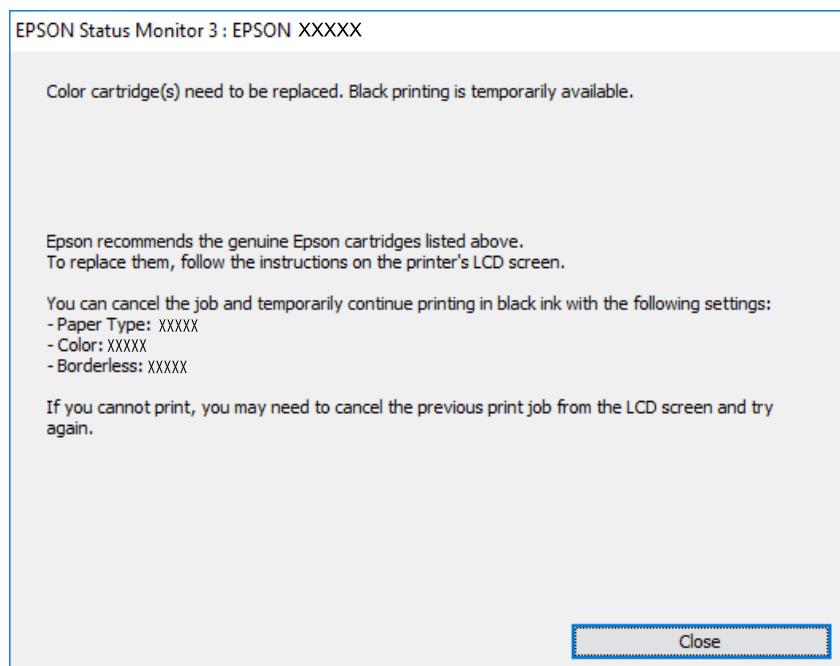 EPSON Status Monitor 3 : EPSON XXXXX
Color cartridge(s) need to be replaced. Black printing is temporarily available.
Epson recommends the genuine Epson cartridges listed above.
To replace them, follow the instructions on the printer's LCD screen.
You can cancel the job and temporarily continue printing in black ink with the following settings:
- Paper Type: XXXXX
- Color: XXXXX
- Borderless: XXXXX
If you cannot print, you may need to cancel the previous print job from the LCD screen and try
again.
Close